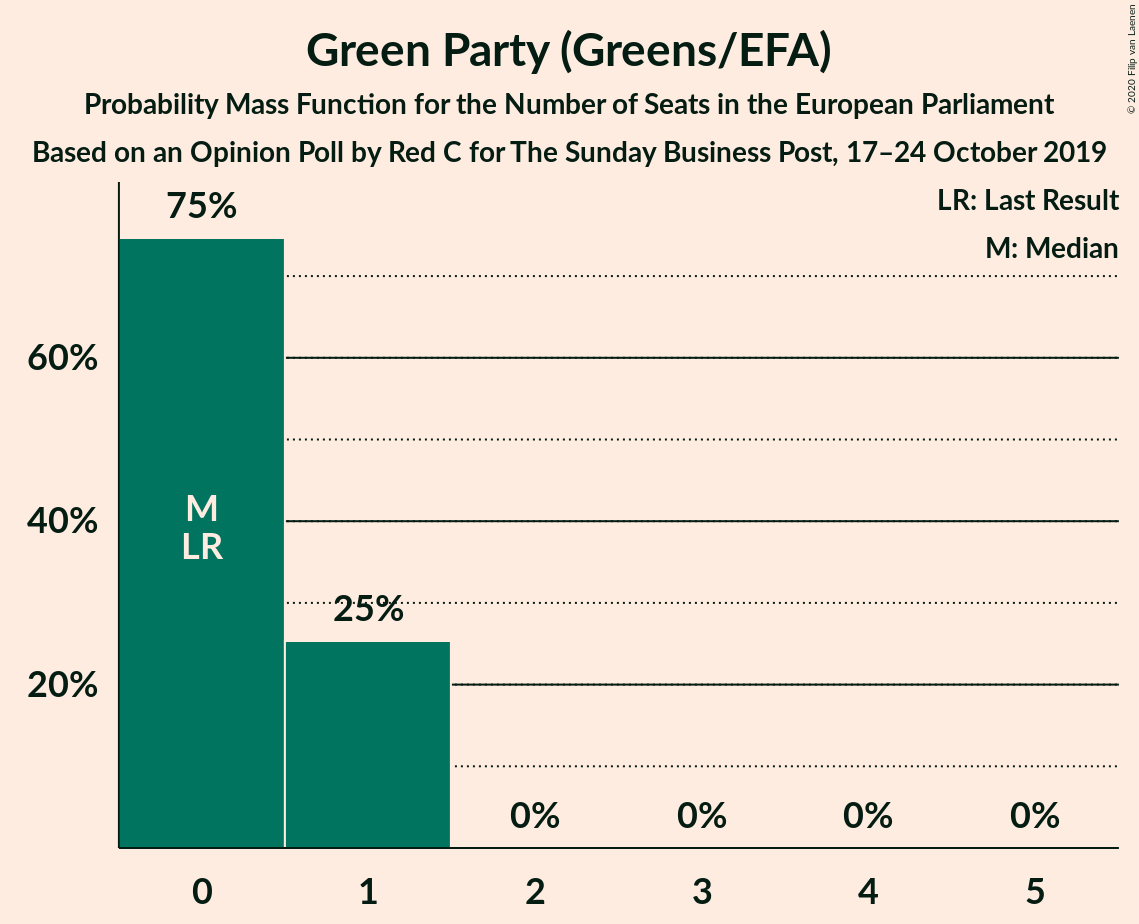 Green Party (Greens/EFA)
Probability Mass Function for the Number of Seats in the European Parliament
Based on an Opinion Poll by Red C for The Sunday Business Post, 17–24 October 2019
© 2020 Filip van Laenen
LR: Last Result
M: Median
75%
60%
40%
20%
M
LR
25%
0% 0% 0% 0%
0 1 2 3 4 5